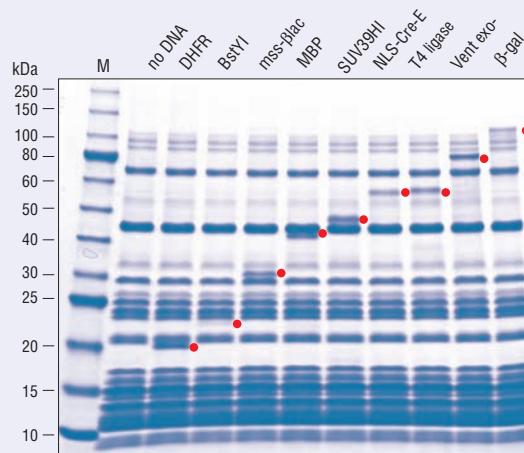 kDa
M
no DNA
DHFR
BstYI
mss-βlac
MBP
SUV39HI
NLS-Cre-E
T4 ligase
Vent exo-
β-gal
250
150
100
80
60
50
40
30
25
20
15
10